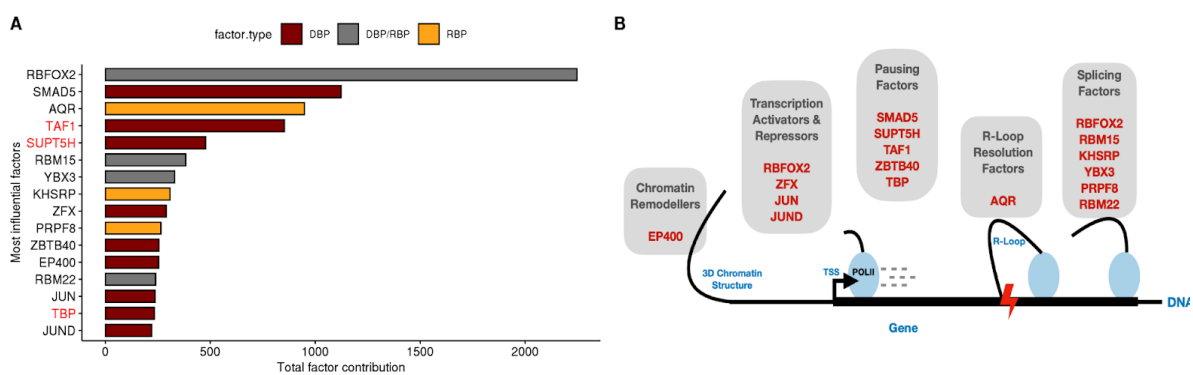 A
factor.type DBP DBP/RBP RBP
Most influential factors
RBFOX2
SMAD5
AQR
TAF1
SUPT5H
RBM15
YBX3
KHSRP
ZFX
PRPF8
ZBTB40
EP400
RBM22
JUN
TBP
JUND
0 500 1000 1500 2000
Total factor contribution
B
Chromatin
Remodellers
EP400
Transcription
Activators &
Repressors
RBFOX2
ZFX
JUN
JUND
Pausing
Factors
SMAD5
SUPT5H
TAF1
ZBTB40
TBP
R-Loop
Resolution
Factors
AQR
Splicing
Factors
RBFOX2
RBM15
KHSRP
YBX3
PRPF8
RBM22
3D Chromatin
Structure
TSS
POLII
R-Loop
DNA
Gene